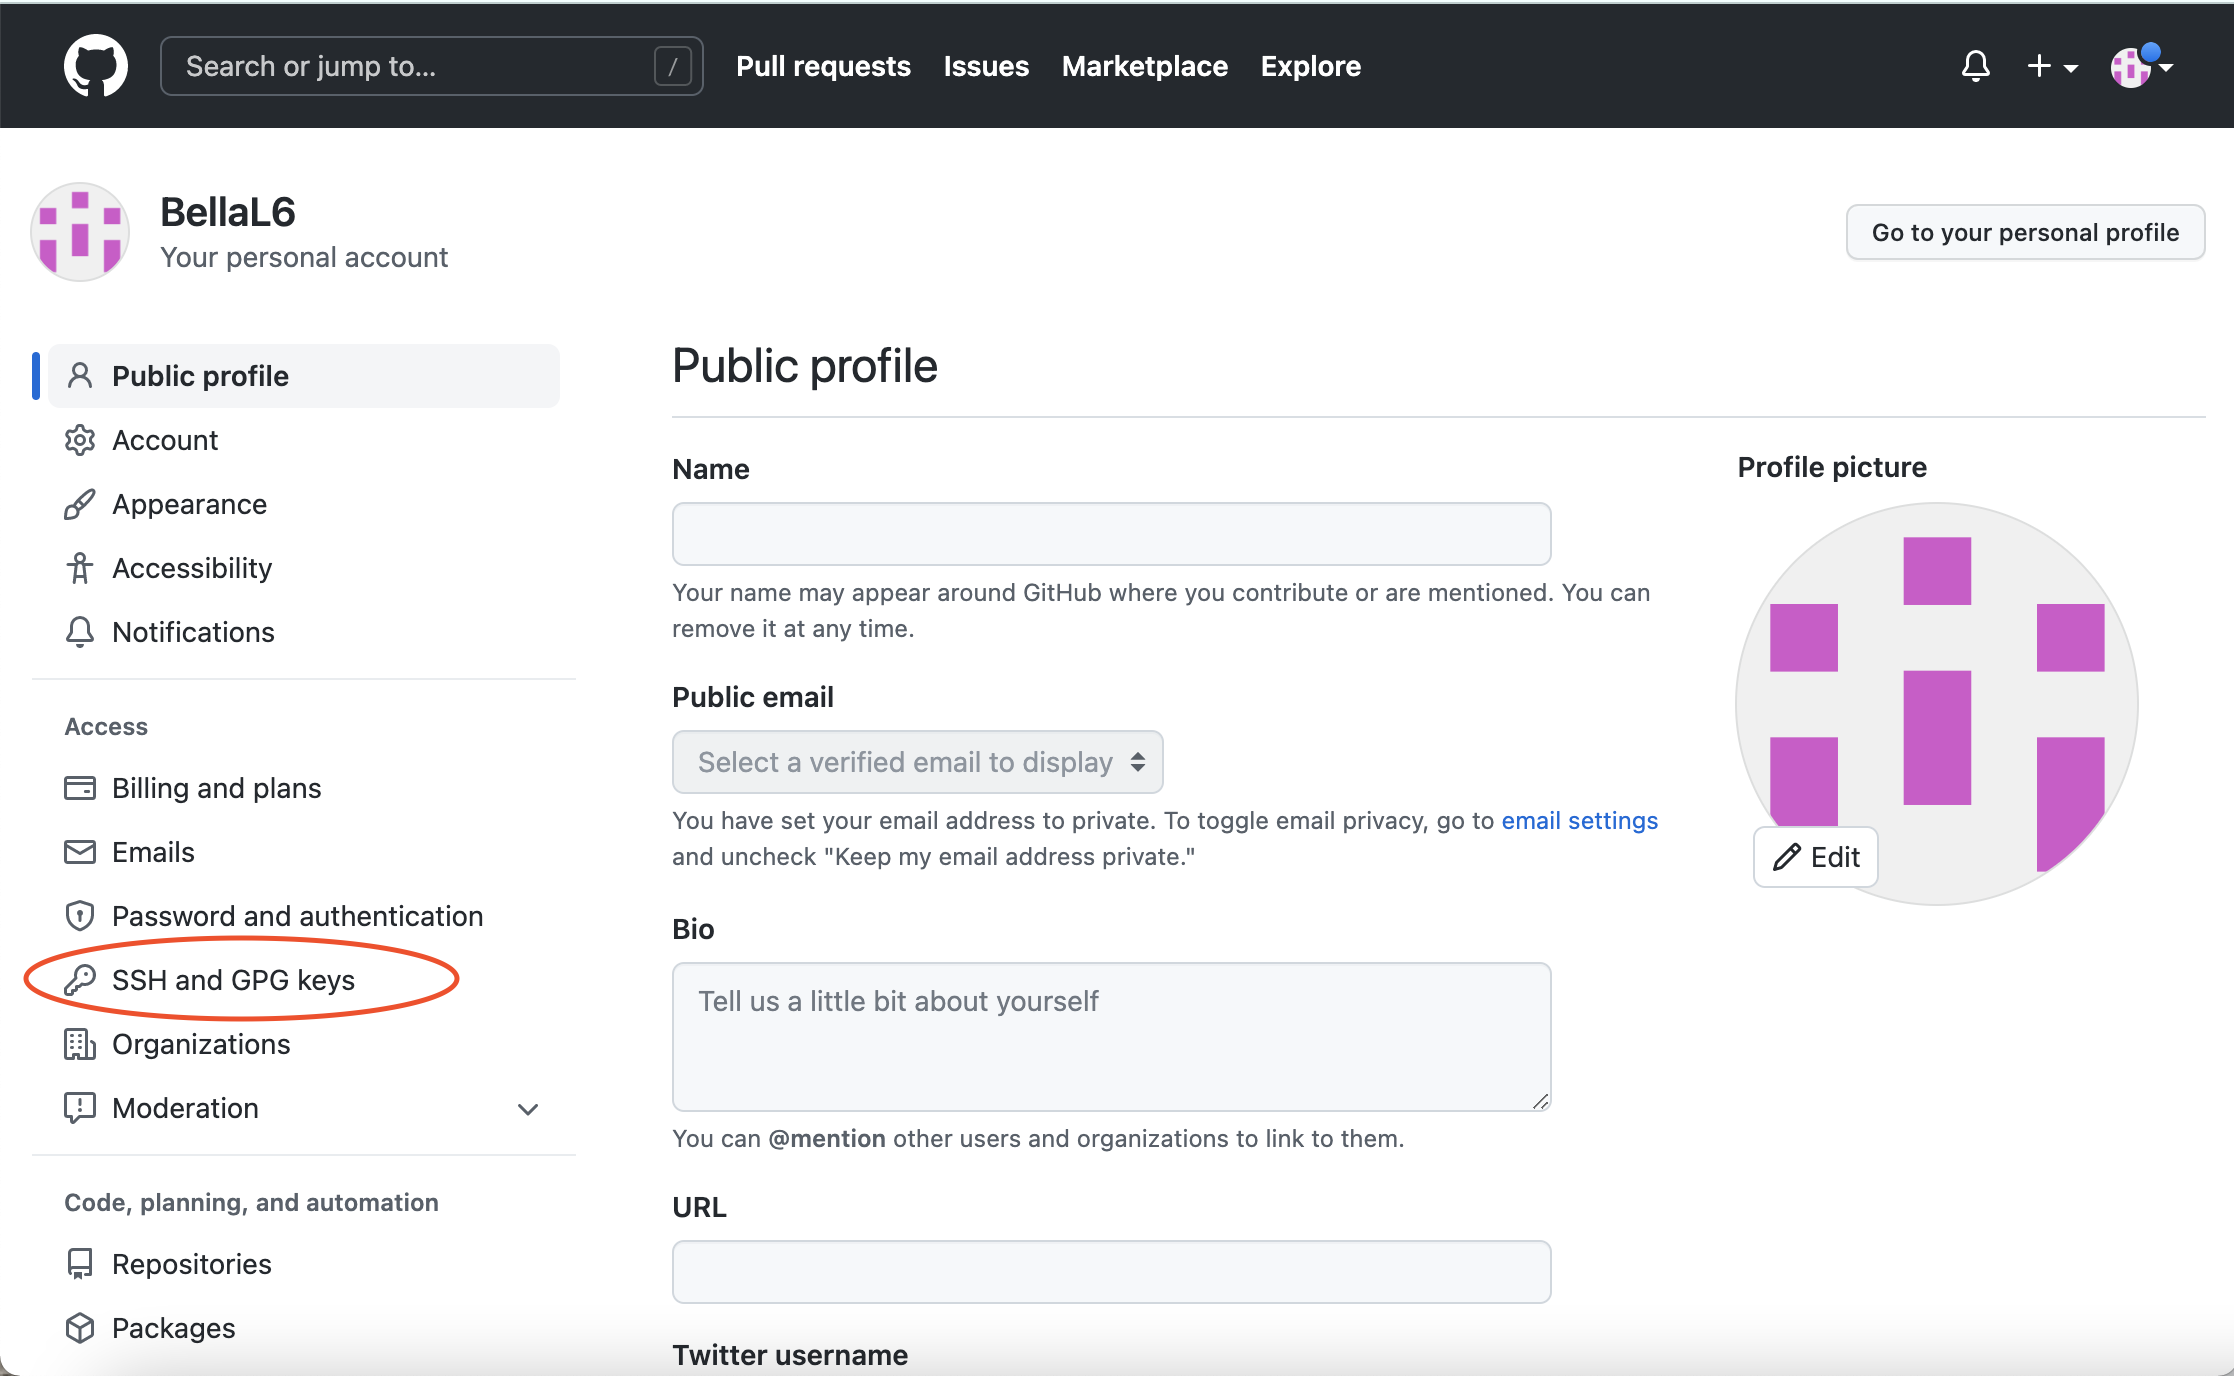 Search or jump to... /
Pull requests Issues Marketplace Explore
BellaL6
Your personal account
Go to your personal profile
Public profile
Account
Appearance
Accessibility
Notifications
Access
Billing and plans
Emails
Password and authentication
SSH and GPG keys
Organizations
Moderation
Code, planning, and automation
Repositories
Packages
Public profile
Name
Your name may appear around GitHub where you contribute or are mentioned. You can
remove it at any time.
Public email
Select a verified email to display
You have set your email address to private. To toggle email privacy, go to email settings
and uncheck "Keep my email address private."
Bio
Tell us a little bit about yourself
You can @mention other users and organizations to link to them.
URL
Twitter username
Profile picture
Edit